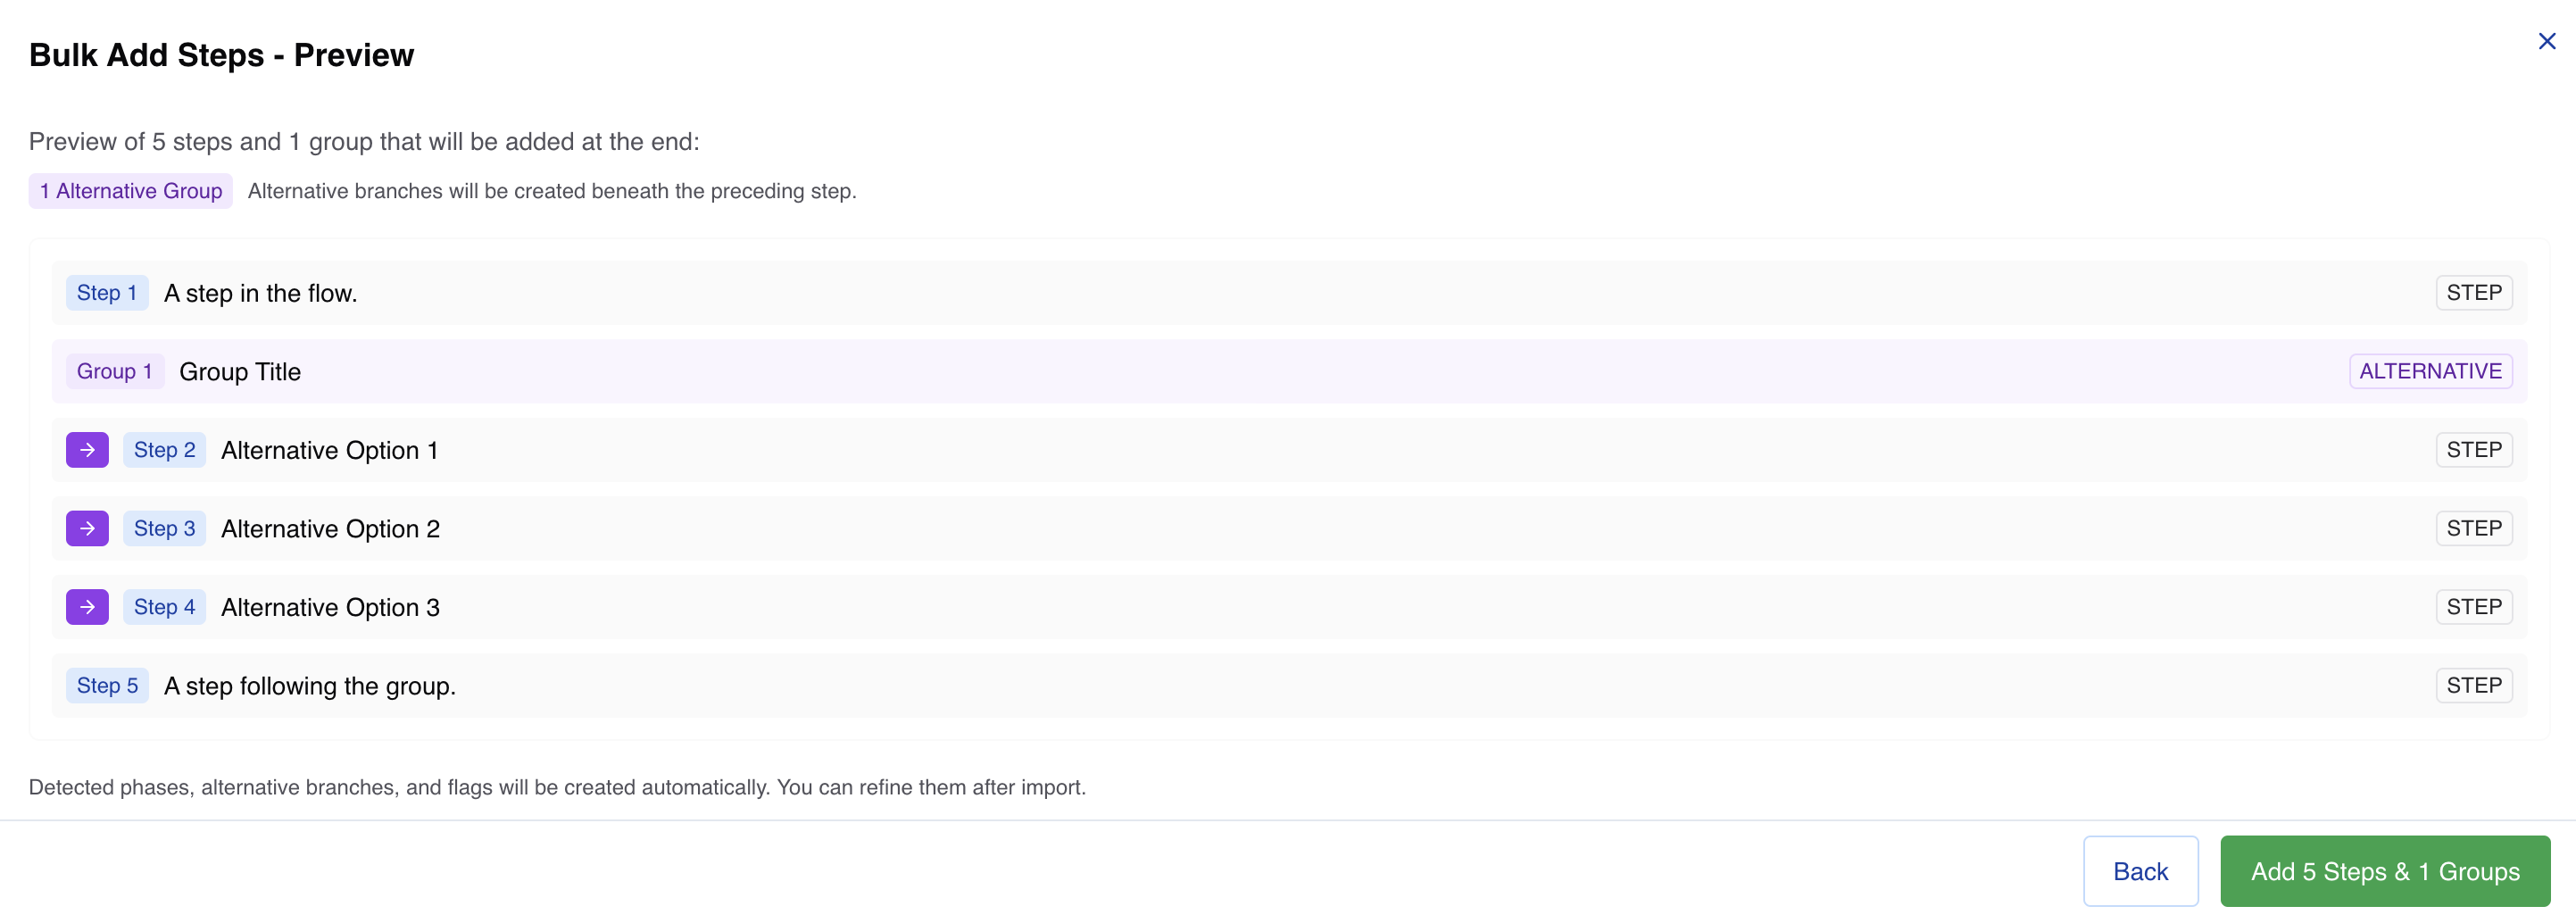 Bulk Add Steps - Preview
Preview of 5 steps and 1 group that will be added at the end:
1 Alternative Group Alternative branches will be created beneath the preceding step.
Step 1 A step in the flow. STEP
Group 1 Group Title ALTERNATIVE
Step 2 Alternative Option 1 STEP
Step 3 Alternative Option 2 STEP
Step 4 Alternative Option 3 STEP
Step 5 A step following the group. STEP
Detected phases, alternative branches, and flags will be created automatically. You can refine them after import.
Back Add 5 Steps & 1 Groups